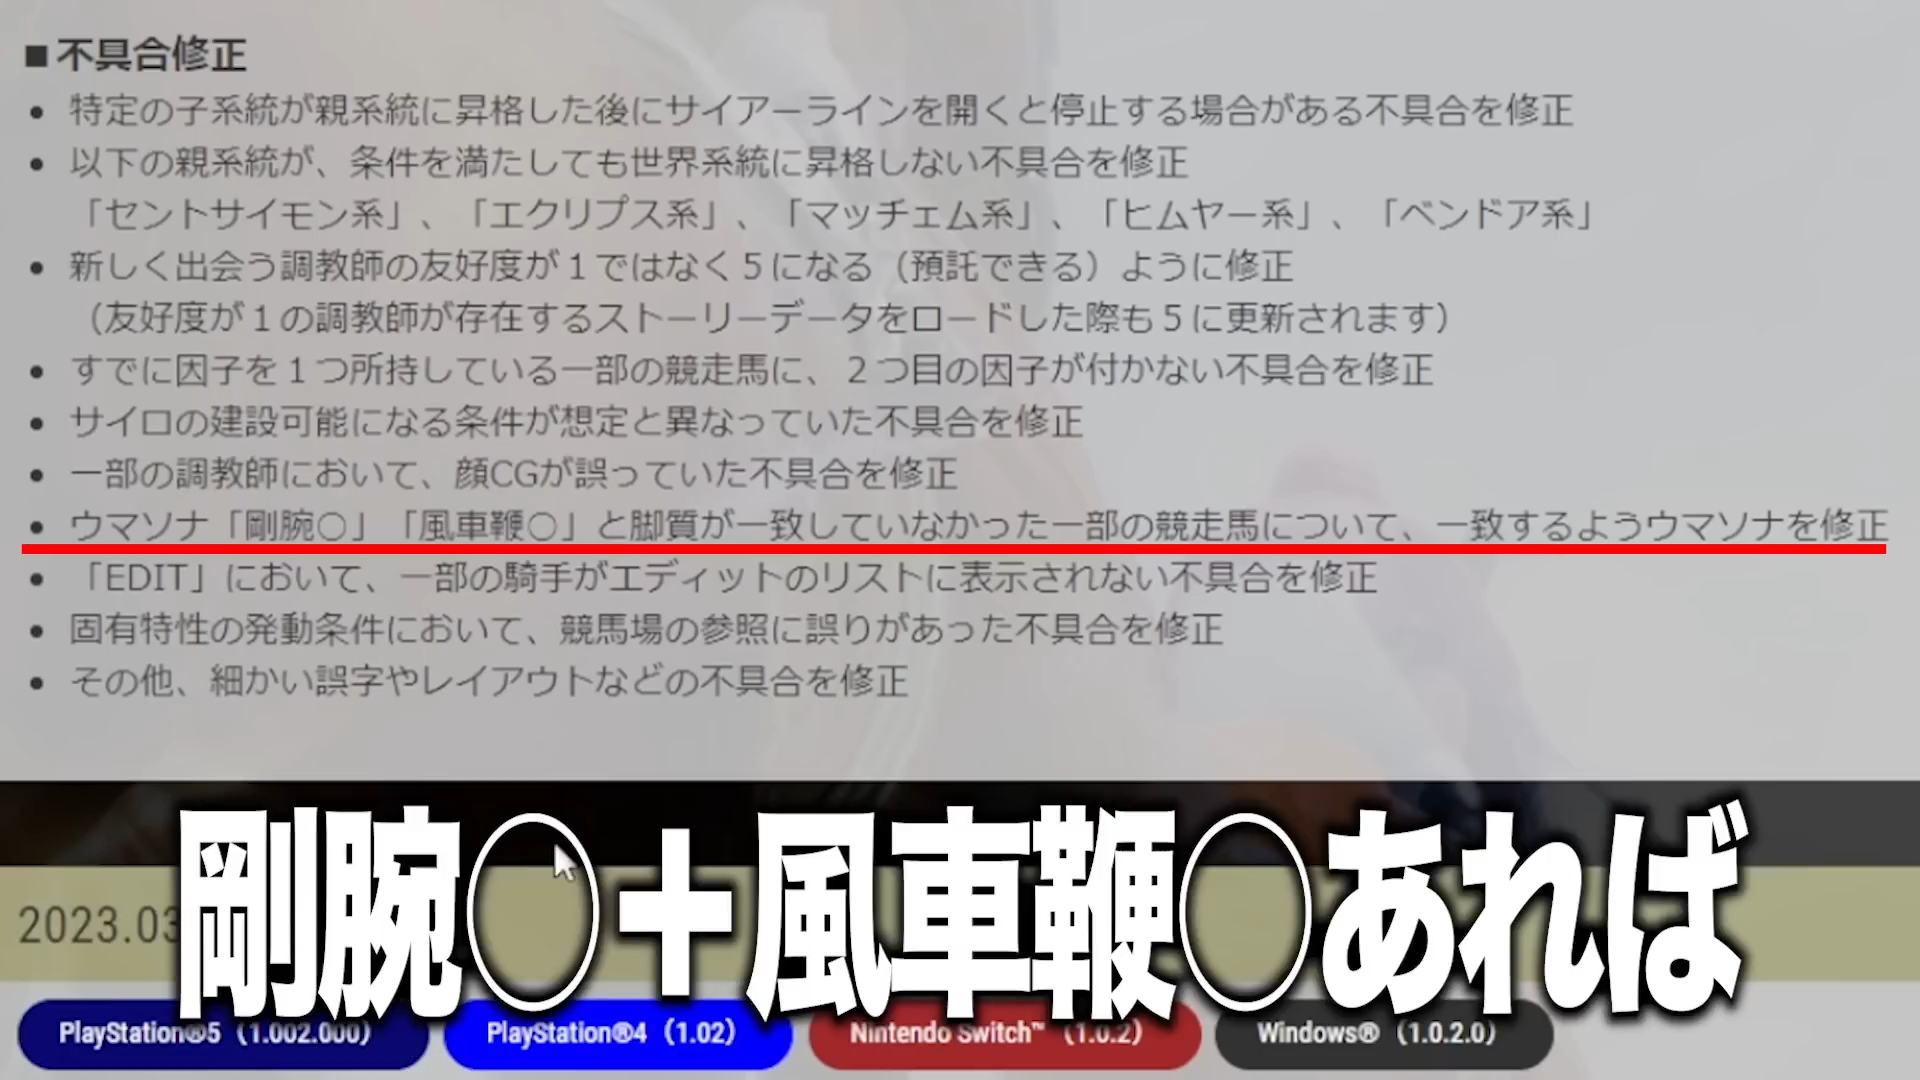 ■不具合修正
• 特定の子系統が親系統に昇格した後にサイアーラインを開くと停止する場合がある不具合を修正
• 以下の親系統が、条件を満たしても世界系統に昇格しない不具合を修正
「セントサイモン系」、「エクリプス系」、「マッチェム系」、「ヒムヤー系」、「ベンドア系」
• 新しく出会う調教師の友好度が１ではなく５になる（預託できる）ように修正
（友好度が１の調教師が存在するストーリーデータをロードした際も５に更新されます）
• すでに因子を１つ所持している一部の競走馬に、２つ目の因子が付かない不具合を修正
• サイロの建設可能になる条件が想定と異なっていた不具合を修正
• 一部の調教師において、顔CGが誤っていた不具合を修正
• ウマソナ「剛腕○」「風車鞭○」と脚質が一致していなかった一部の競走馬について、一致するようウマソナを修正
• 「EDIT」において、一部の騎手がエディットのリストに表示されない不具合を修正
• 固有特性の発動条件において、競馬場の参照に誤りがあった不具合を修正
• その他、細かい誤字やレイアウトなどの不具合を修正
剛腕○＋風車鞭○あれば
2023.03
PlayStation®5（1.002.000） PlayStation®4（1.02） Nintendo Switch™（1.0.2） Windows®（1.0.2.0）